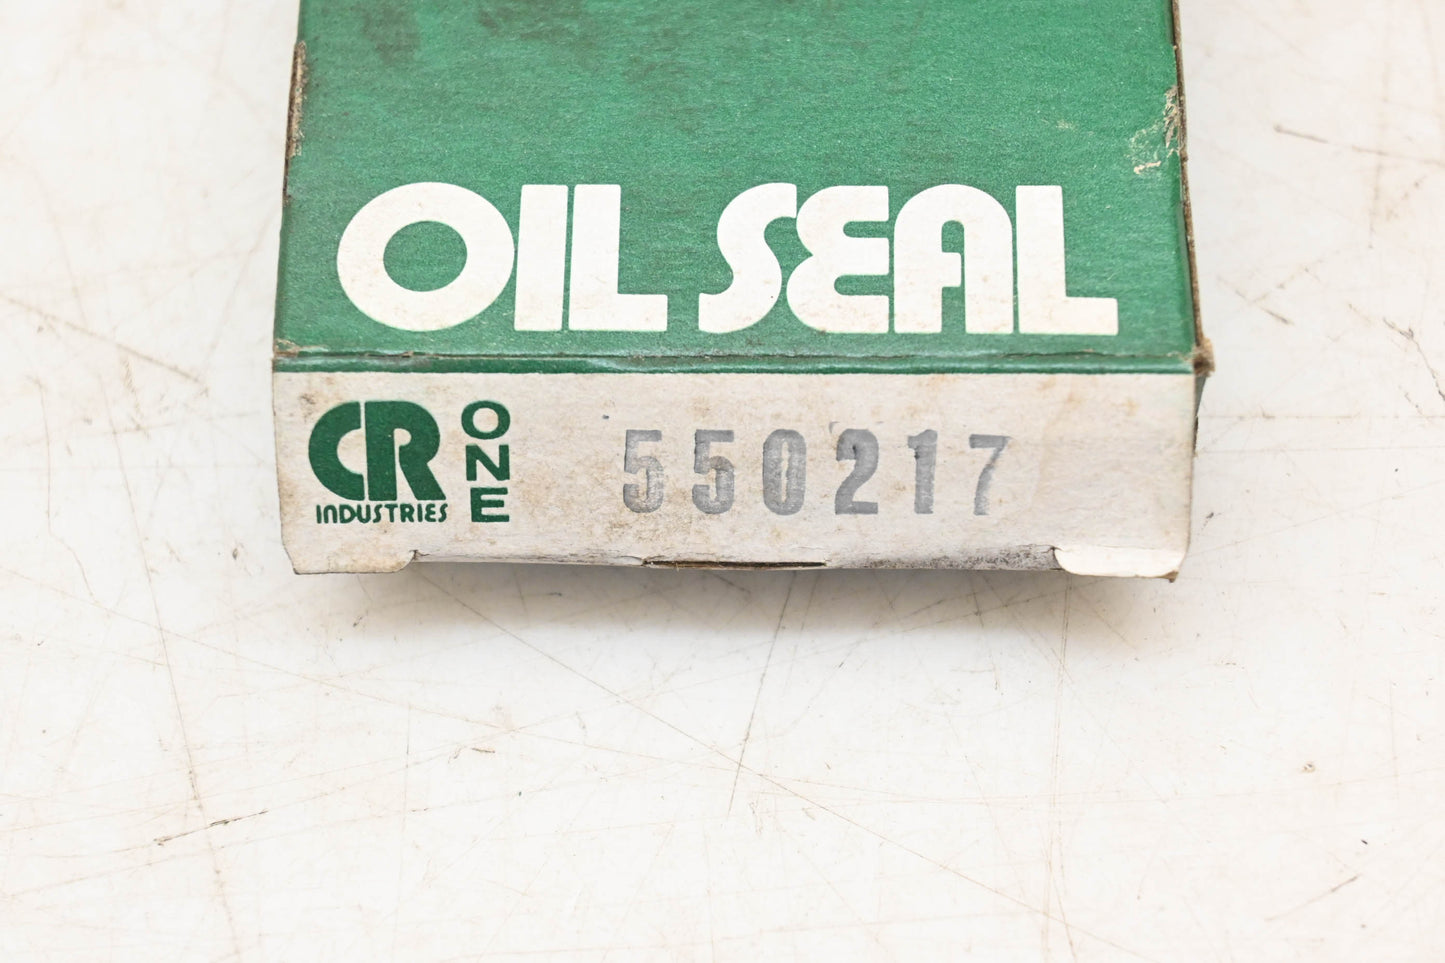 OIL SEAL
CR ONE 550217
INDUSTRIES